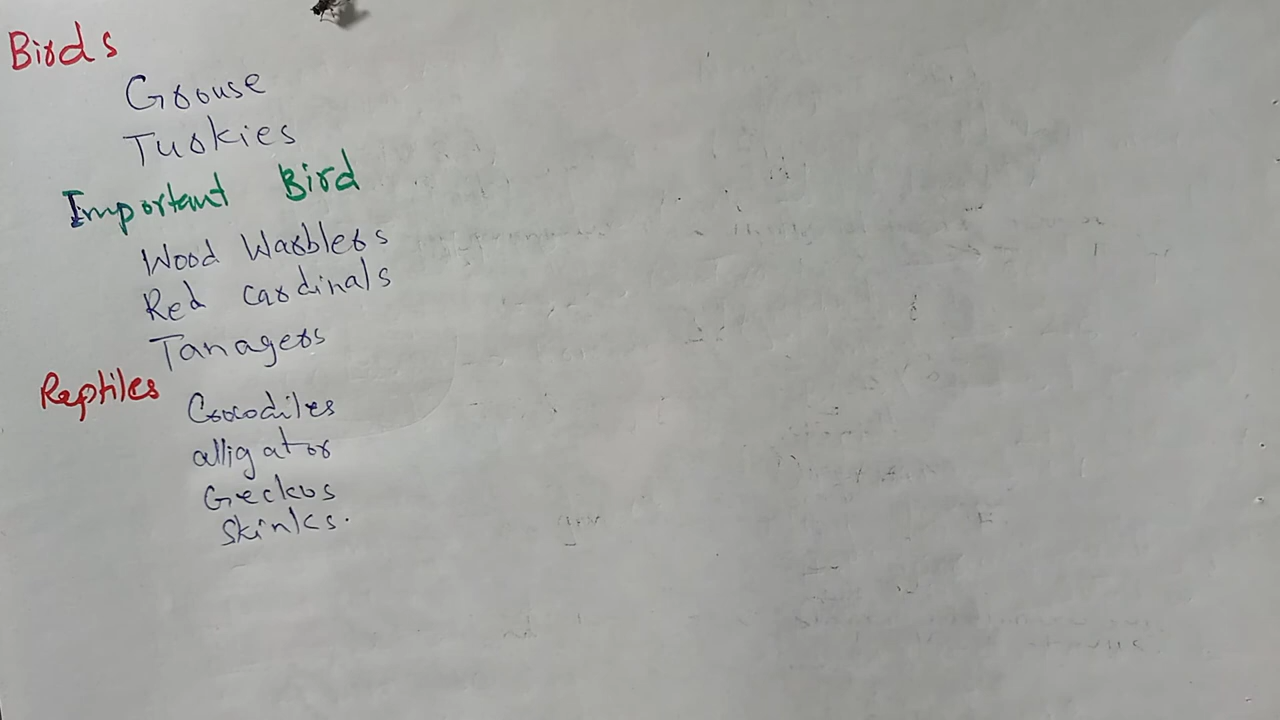 Birds
Grouse
Turkies
Important Bird
Wood Warblers
Red cardinals
Tanagers
Reptiles
Crocodiles
alligator
Geckos
Skinks.